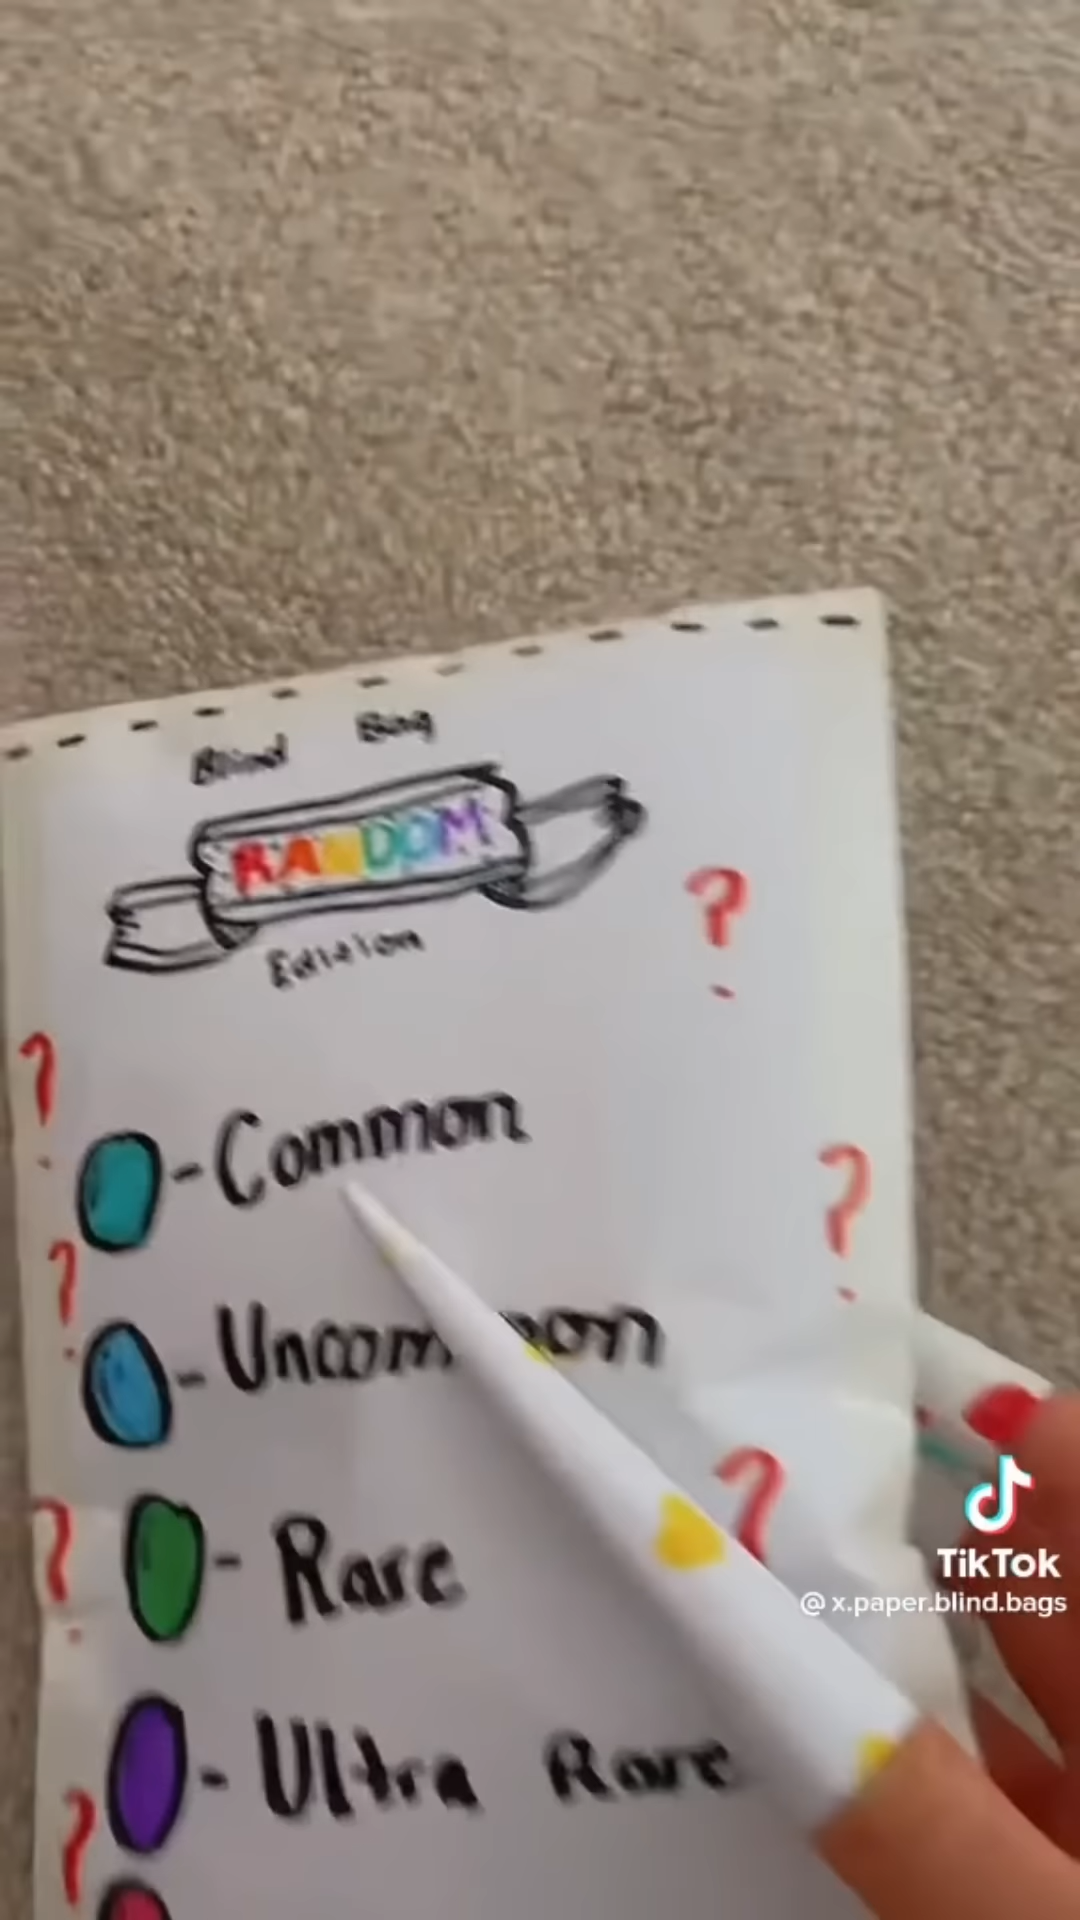 Blind Bag
RANDOM
Edition
?
?
- Common
?
?
- Uncommon
?
?
- Rare
- Ultra Rare
?
TikTok
@x.paper.blind.bags